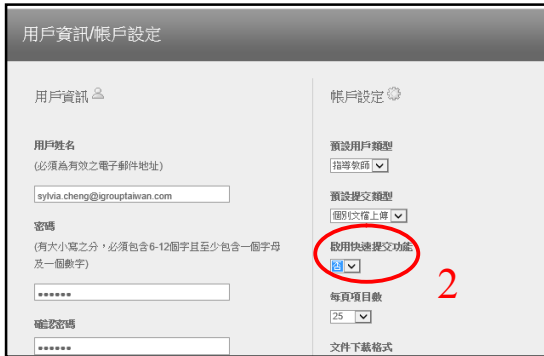 用戶資訊/帳戶設定
用戶資訊
用戶姓名
(必須為有效之電子郵件地址)
sylvia.cheng@igrouptaiwan.com
密碼
(有大小寫之分，必須包含6-12個字且至少包含一個字母
及一個數字)
••••••
確認密碼
••••••
帳戶設定
預設用戶類型
指導教師
預設提交類型
個別文檔上傳
啟用快速提交功能
否
2
每頁項目數
25
文件下載格式